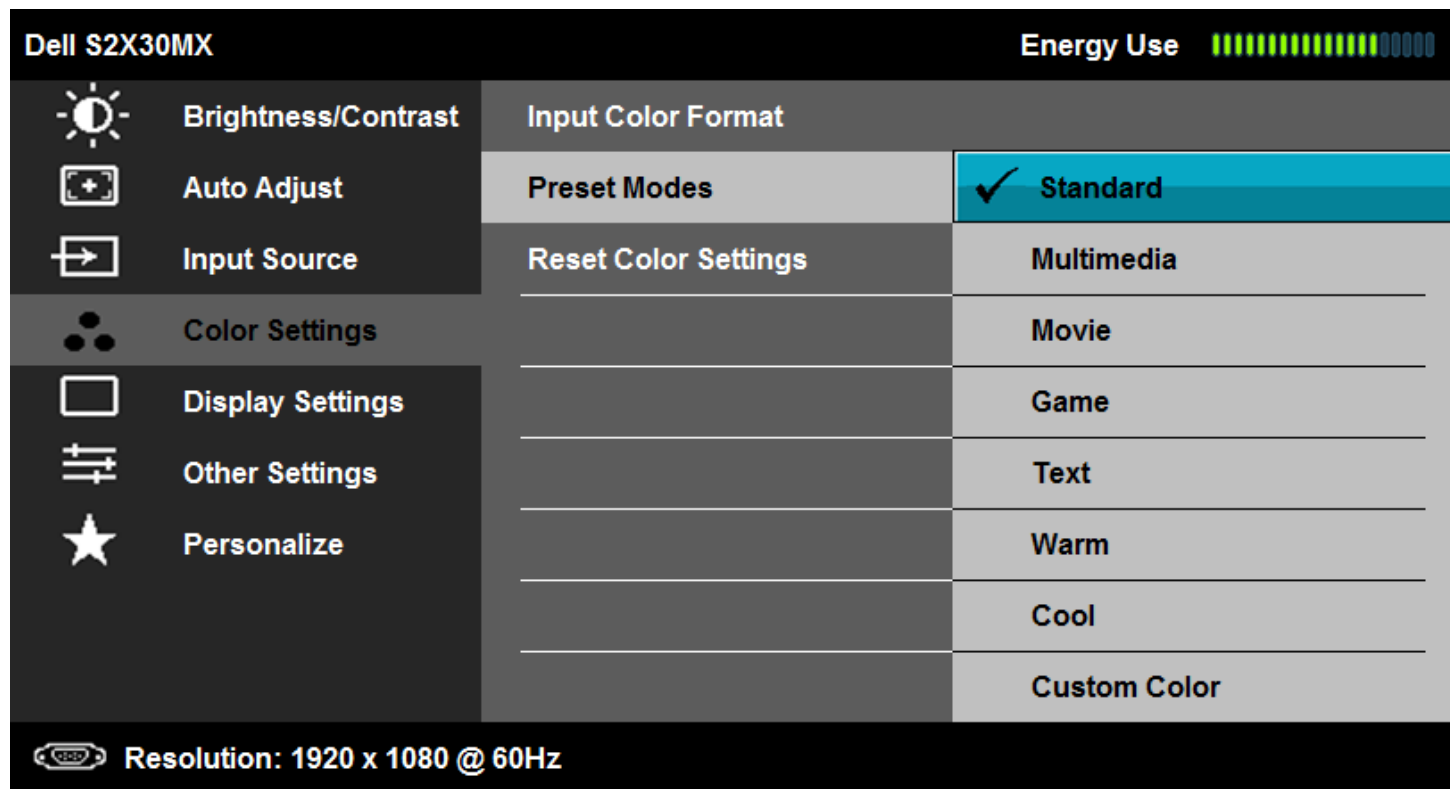 Dell S2X30MX Energy Use
Brightness/Contrast Input Color Format
Auto Adjust Preset Modes Standard
Input Source Reset Color Settings Multimedia
Color Settings Movie
Display Settings Game
Other Settings Text
Personalize Warm
Cool
Custom Color
Resolution: 1920 x 1080 @ 60Hz